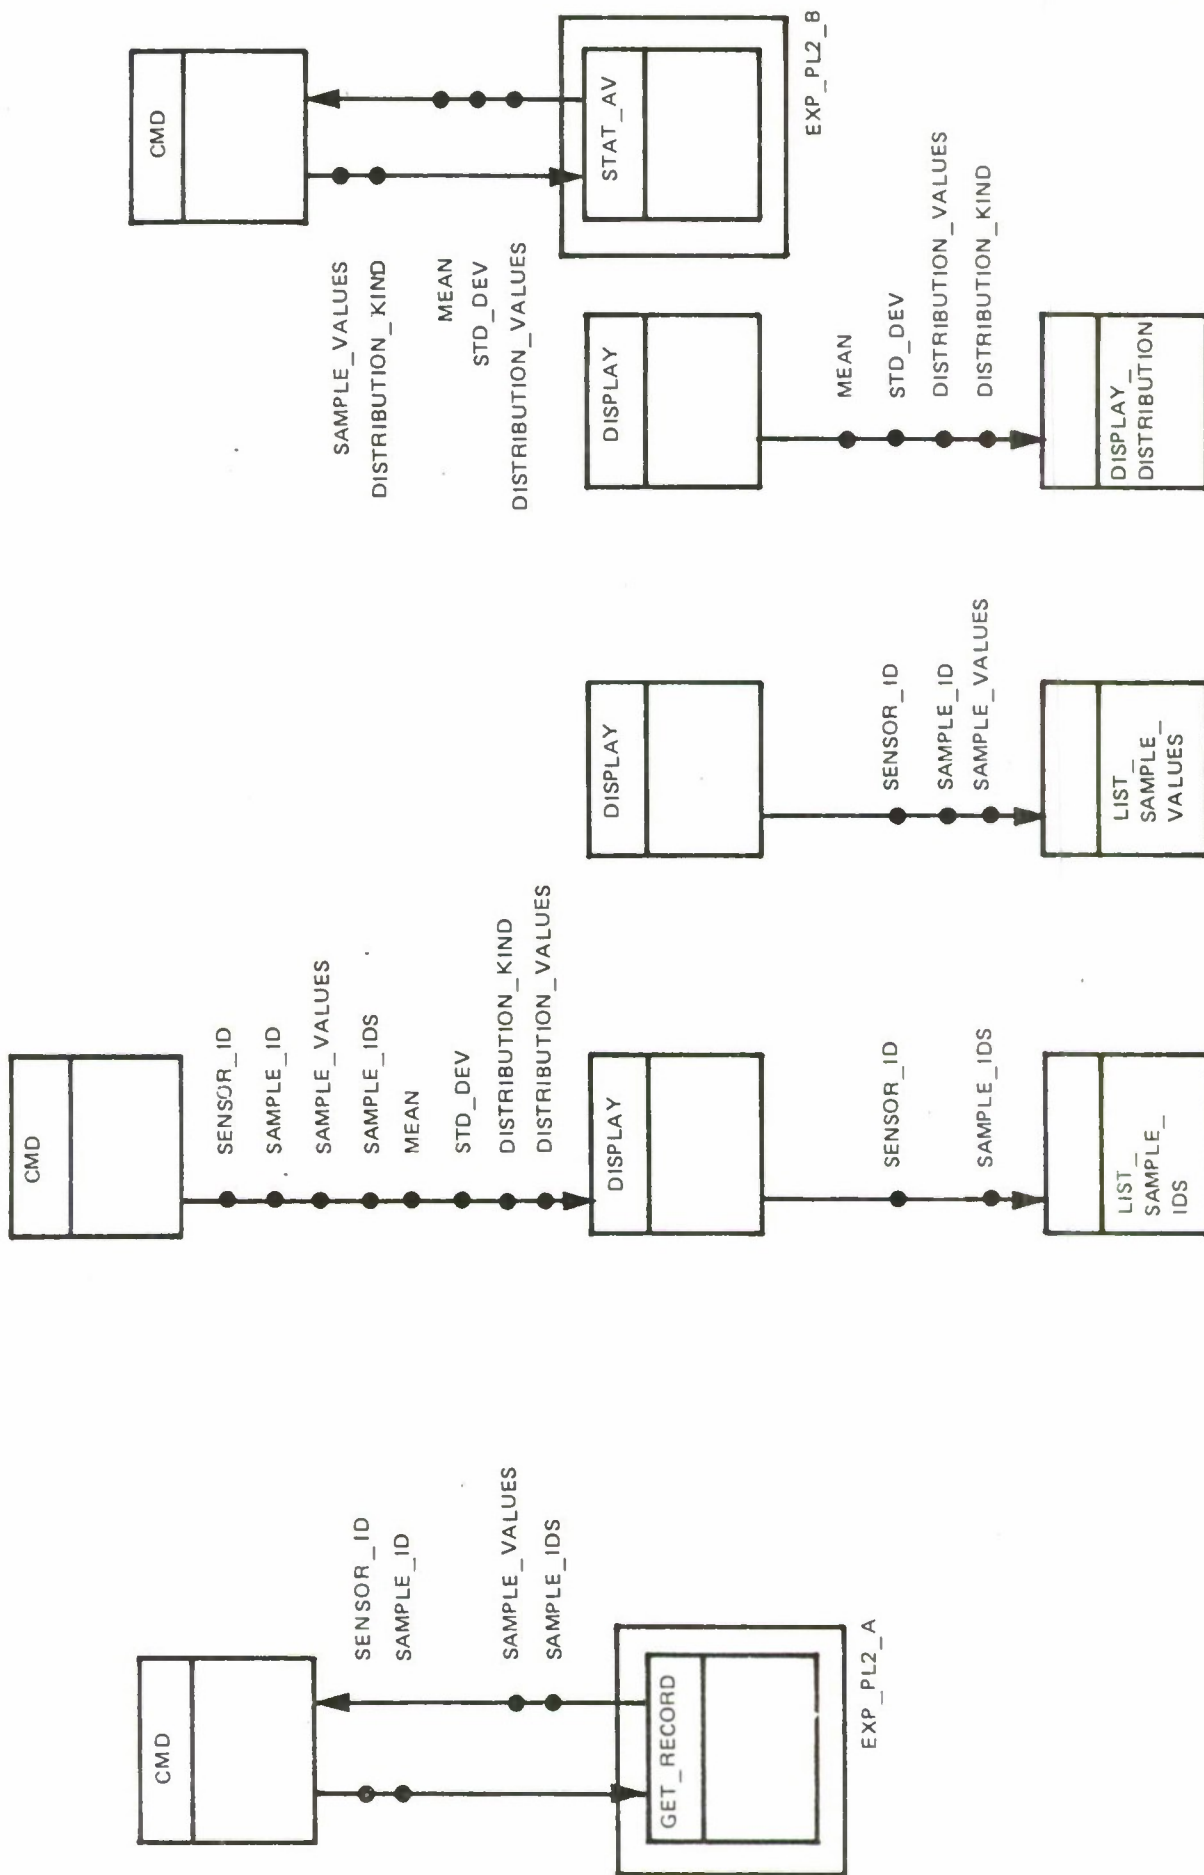 CMD
SENSOR_ID
SAMPLE_ID
SAMPLE_VALUES
SAMPLE_IDS
GET_RECORD
EXP_PL2_A
CMD
SENSOR_ID
SAMPLE_ID
SAMPLE_VALUES
SAMPLE_IDS
MEAN
STD_DEV
DISTRIBUTION_KIND
DISTRIBUTION_VALUES
DISPLAY
SENSOR_ID
SAMPLE_IDS
LIST_
SAMPLE_
IDS
DISPLAY
SENSOR_ID
SAMPLE_ID
SAMPLE_VALUES
LIST_
SAMPLE_
VALUES
CMD
SAMPLE_VALUES
DISTRIBUTION_KIND
MEAN
STD_DEV
DISTRIBUTION_VALUES
STAT_AV
EXP_PL2_B
DISPLAY
MEAN
STD_DEV
DISTRIBUTION_VALUES
DISTRIBUTION_KIND
DISPLAY_
DISTRIBUTION